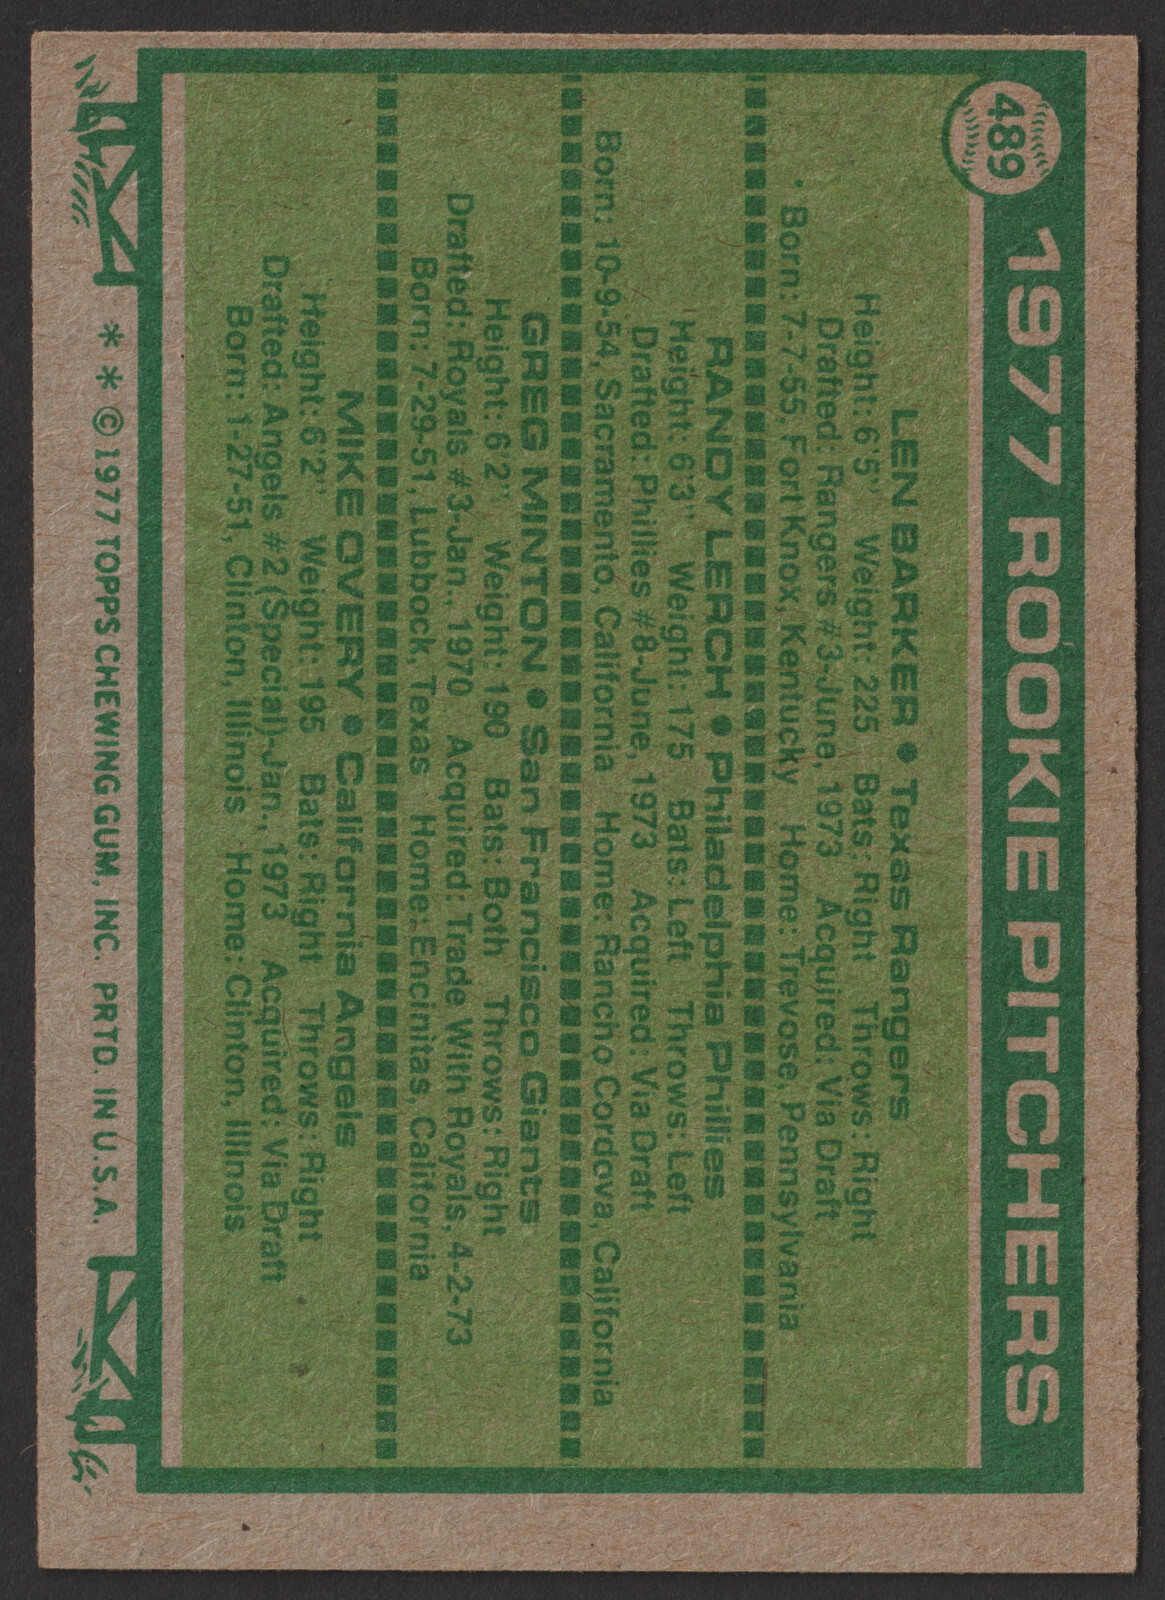 489
1977 ROOKIE PITCHERS
LEN BARKER • Texas Rangers
Height: 6'5" Weight: 225 Bats: Right Throws: Right
Drafted: Rangers #3-June, 1973 Acquired: Via Draft
Born: 7-7-55, Fort Knox, Kentucky Home: Trevose, Pennsylvania
RANDY LERCH • Philadelphia Phillies
Height: 6'3" Weight: 175 Bats: Left Throws: Left
Drafted: Phillies #8-June, 1973 Acquired: Via Draft
Born: 10-9-54, Sacramento, California Home: Rancho Cordova, California
GREG MINTON • San Francisco Giants
Height: 6'2" Weight: 190 Bats: Both Throws: Right
Drafted: Royals #3-Jan., 1970 Acquired: Trade With Royals, 4-2-73
Born: 7-29-51, Lubbock, Texas Home: Encinitas, California
MIKE OVERY • California Angels
Height: 6'2" Weight: 195 Bats: Right Throws: Right
Drafted: Angels #2 (Special)-Jan., 1973 Acquired: Via Draft
Born: 1-27-51, Clinton, Illinois Home: Clinton, Illinois
* * © 1977 TOPPS CHEWING GUM, INC. PRTD. IN U.S.A.